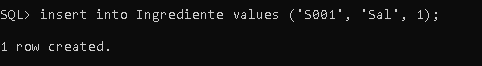 SQL> insert into Ingrediente values ('S001', 'Sal', 1);
1 row created.